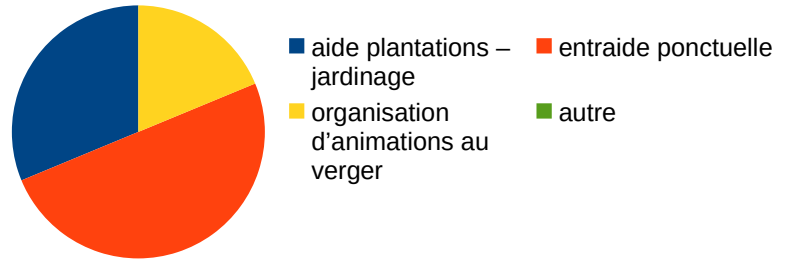 aide plantations –
jardinage
entraide ponctuelle
organisation
d’animations au
verger
autre